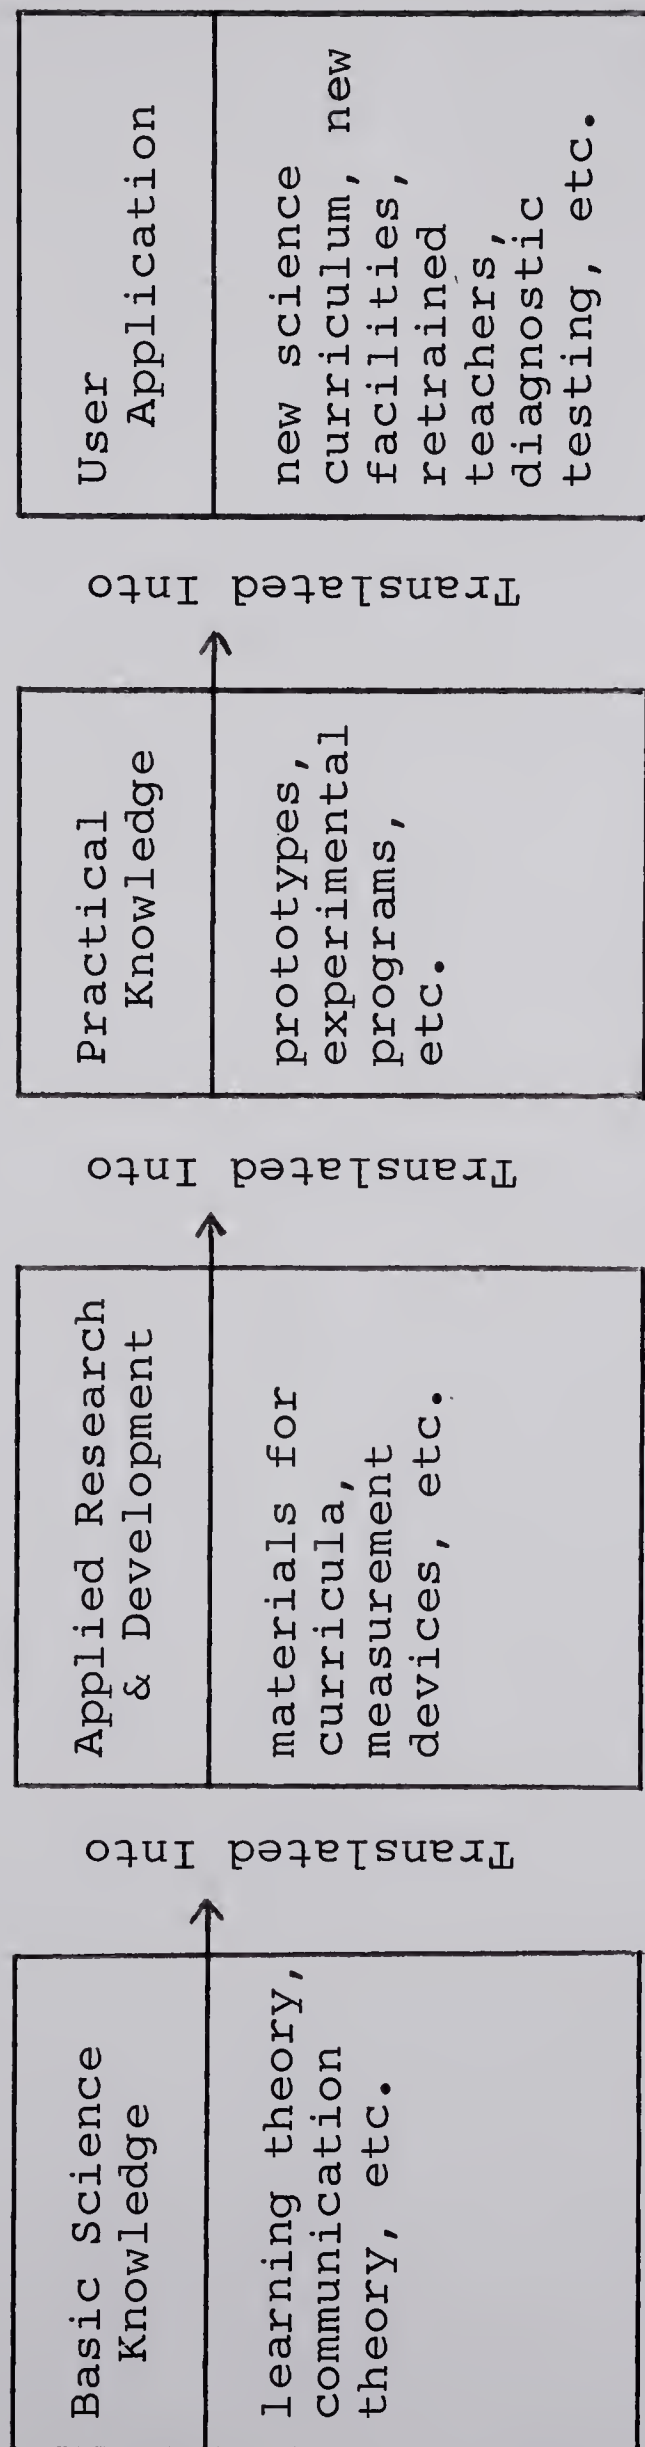 Basic Science
Knowledge
learning theory,
communication
theory, etc.
Translated Into
Applied Research
& Development
materials for
curricula,
measurement
devices, etc.
Translated Into
Practical
Knowledge
prototypes,
experimental
programs,
etc.
Translated Into
User
Application
new science
curriculum, new
facilities,
retrained
teachers,
diagnostic
testing, etc.